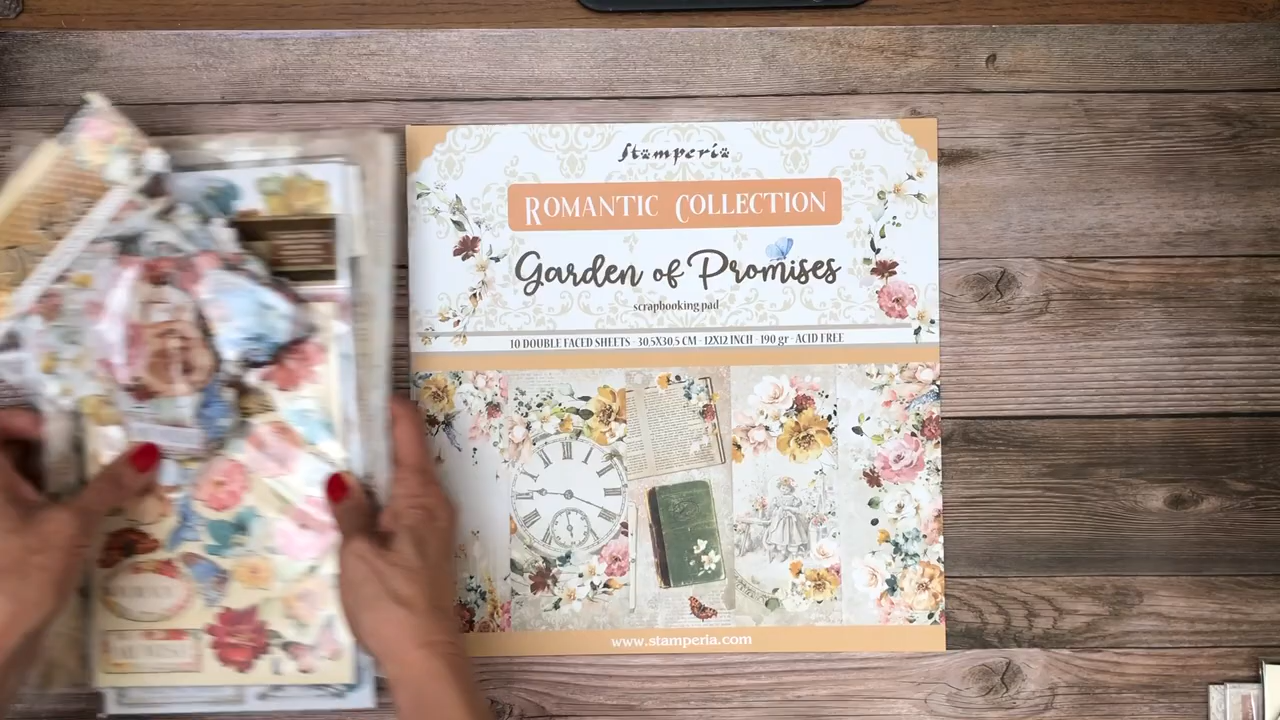 Stamperia
ROMANTIC COLLECTION
Garden of Promises
scrapbooking pad
10 DOUBLE FACED SHEETS - 30,5X30,5 CM - 12X12 INCH - 190 gr - ACID FREE
www.stamperia.com